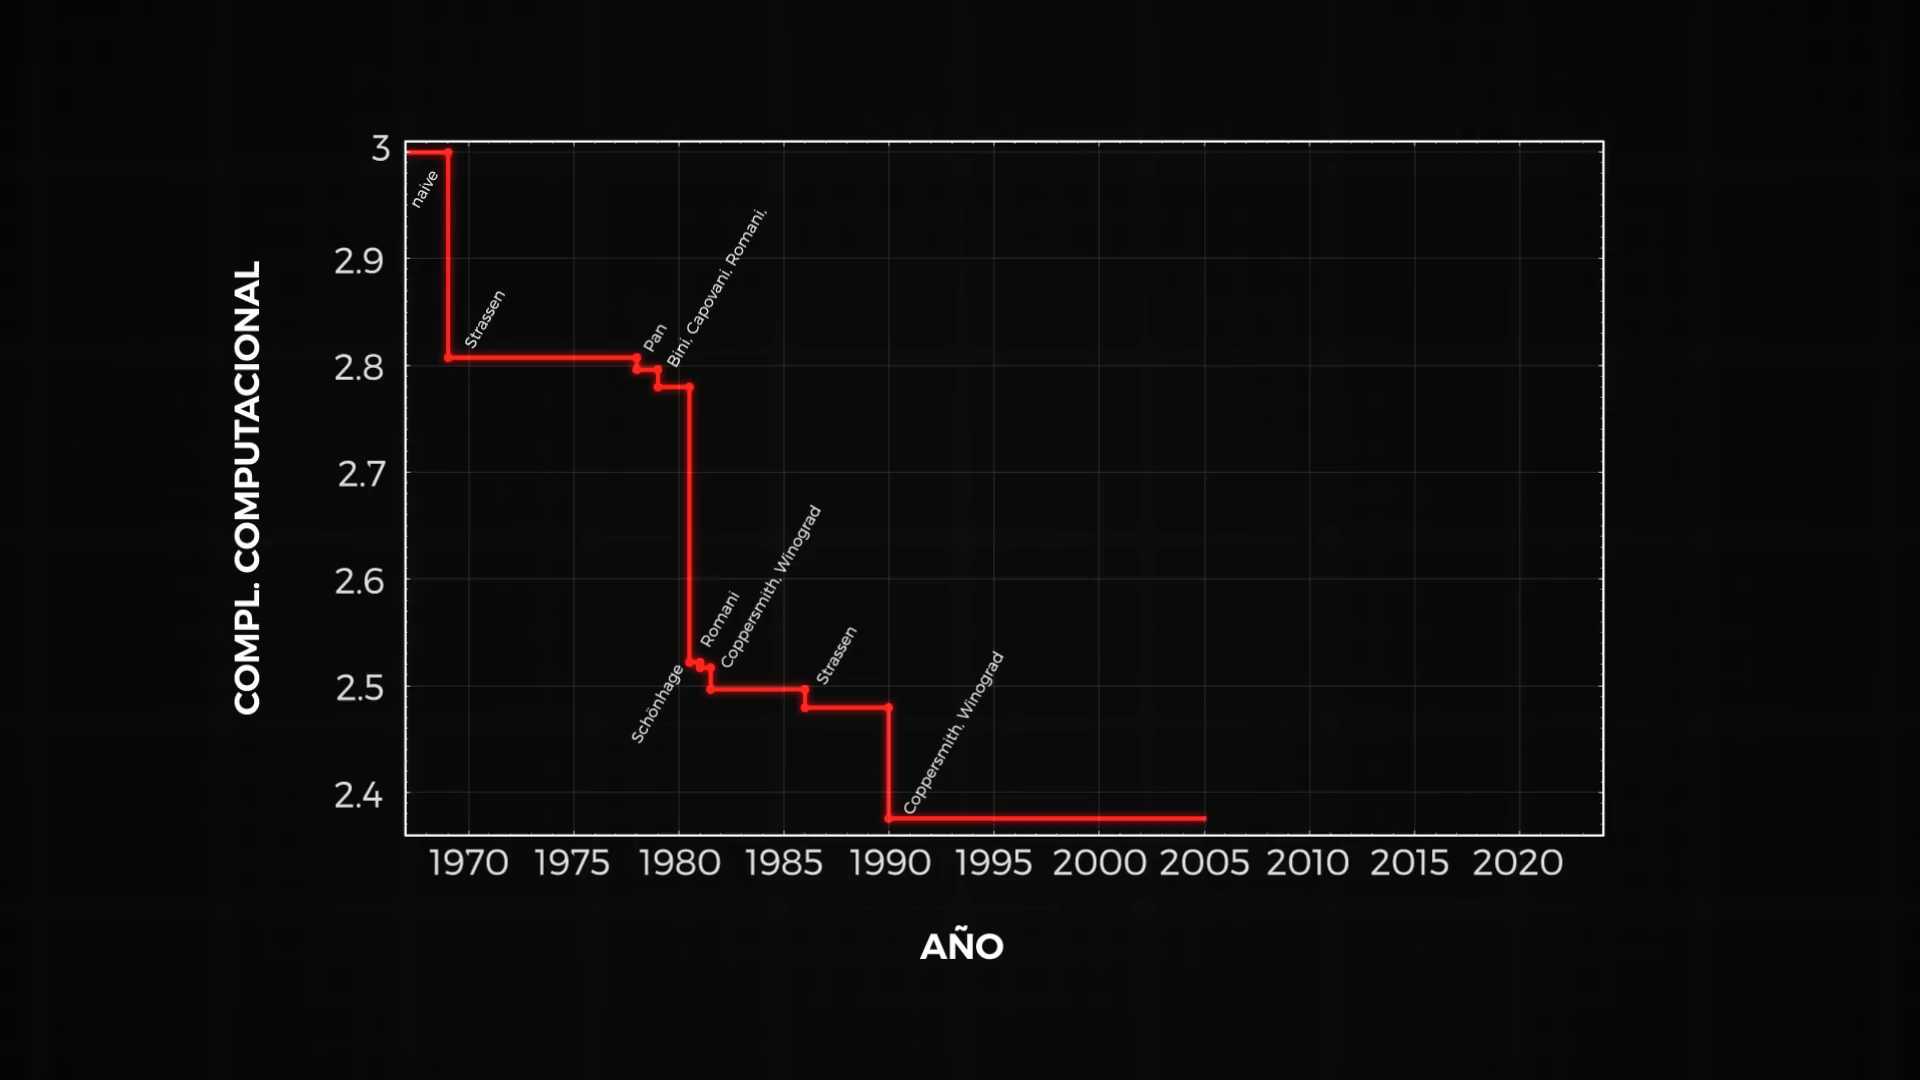 COMPL. COMPUTACIONAL
3
2.9
2.8
2.7
2.6
2.5
2.4
naive
Strassen
Pan
Bini, Capovani, Romani,
Schönhage
Romani
Coppersmith, Winograd
Strassen
Coppersmith, Winograd
1970 1975 1980 1985 1990 1995 2000 2005 2010 2015 2020
AÑO